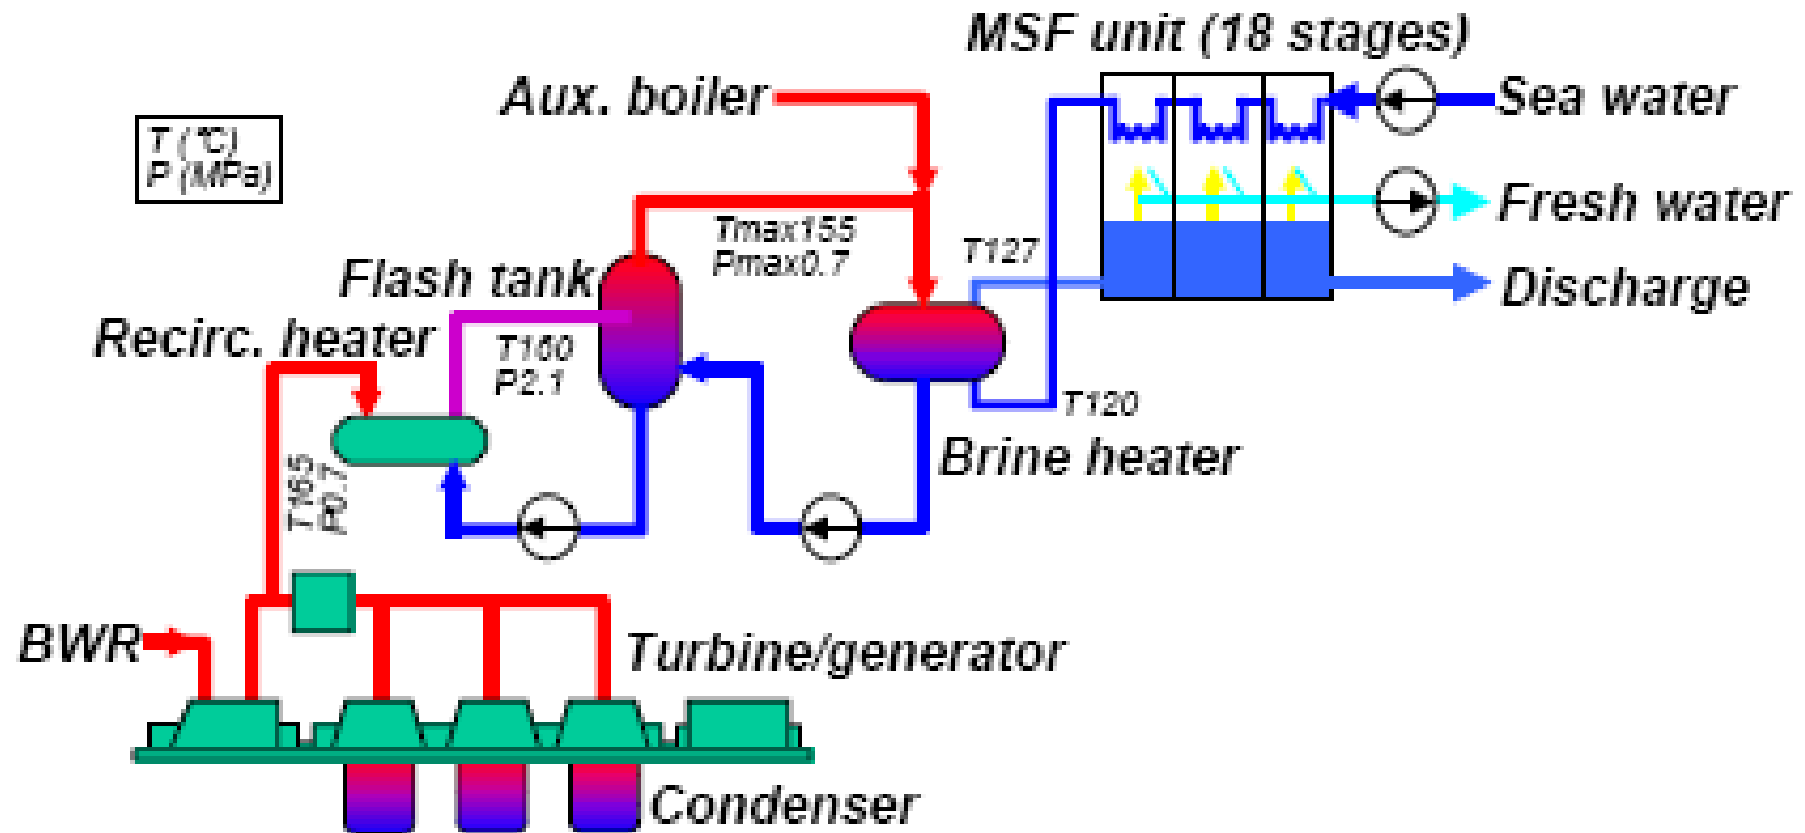 MSF unit (18 stages)
Aux. boiler
Sea water
T (℃)
P (MPa)
Fresh water
Tmax155
Pmax0.7
T127
Flash tank
Discharge
Recirc. heater
T160
P2.1
T120
Brine heater
T165
P0.7
BWR
Turbine/generator
Condenser